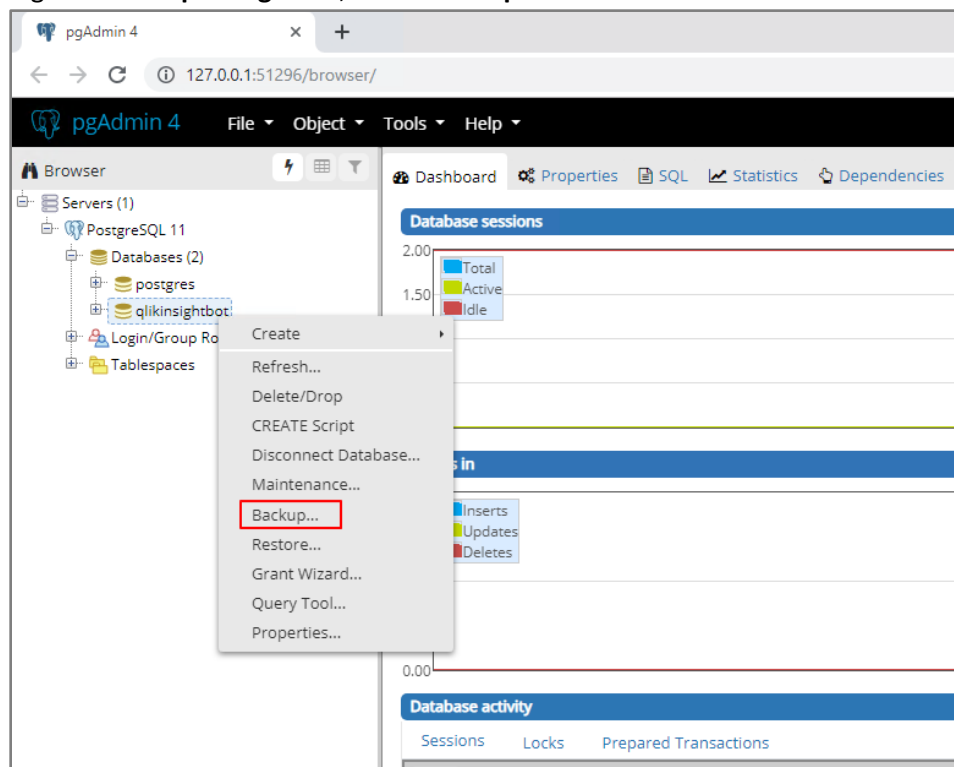 pgAdmin 4
127.0.0.1:51296/browser/
pgAdmin 4 File Object Tools Help
Browser
Dashboard Properties SQL Statistics Dependencies
Servers (1)
PostgreSQL 11
Databases (2)
postgres
qlikinsightbot
Login/Group Ro
Tablespaces
Create
Refresh...
Delete/Drop
CREATE Script
Disconnect Database...
Maintenance...
Backup...
Restore...
Grant Wizard...
Query Tool...
Properties...
Database sessions
2.00
Total
Active
1.50
Idle
s in
Inserts
Updates
Deletes
0.00
Database activity
Sessions Locks Prepared Transactions